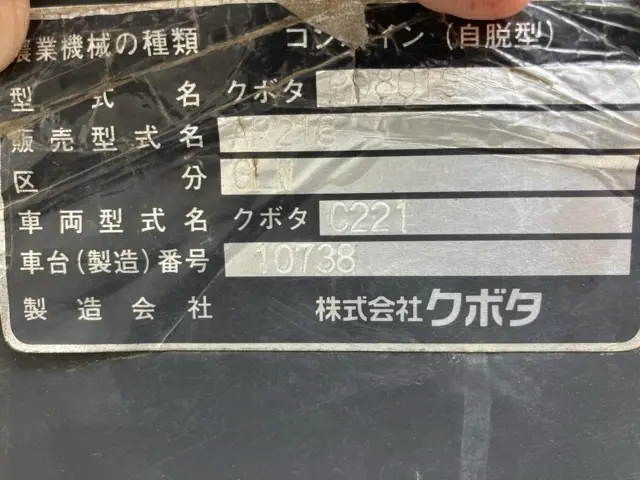 農業機械の種類 コンバイン(自脱型)
型式名 クボタ
販売型式名 AR218
区分 GLN
車両型式名 クボタ C221
車台(製造)番号 10738
製造会社 株式会社クボタ